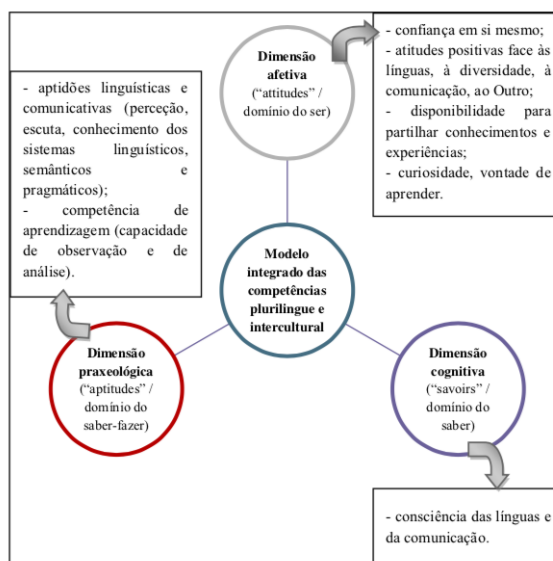 Dimensão
afetiva
(“attitudes” /
domínio do ser)
- confiança em si mesmo;
- atitudes positivas face às
línguas, à diversidade, à
comunicação, ao Outro;
- disponibilidade para
partilhar conhecimentos e
experiências;
- curiosidade, vontade de
aprender.
- aptidões linguísticas e
comunicativas (perceção,
escuta, conhecimento dos
sistemas linguísticos,
semânticos e
pragmáticos);
- competência de
aprendizagem (capacidade
de observação e de
análise).
Modelo
integrado das
competências
plurilingue e
intercultural
Dimensão
praxeológica
(“aptitudes” /
domínio do
saber-fazer)
Dimensão
cognitiva
(“savoirs” /
domínio do
saber)
- consciência das línguas e
da comunicação.